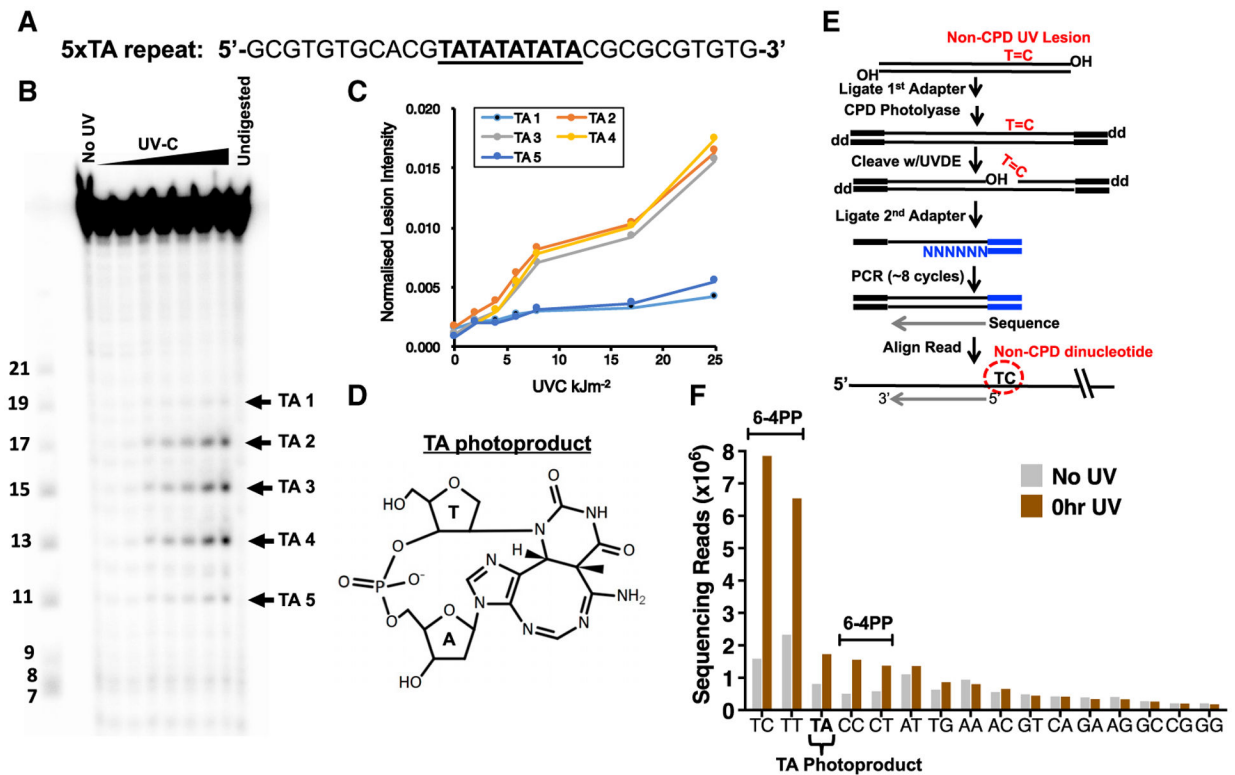 A
5xTA repeat: 5’-GCGTGTGCACGTATATATATACGCGCGTGTG-3’
B
No UV
UV-C
Undigested
21
19
17
15
13
11
9
8
7
TA 1
TA 2
TA 3
TA 4
TA 5
C
Normalised Lesion Intensity
0.020
0.015
0.010
0.005
0.000
TA 1
TA 2
TA 3
TA 4
TA 5
0
5
10
15
20
25
UVC kJm-2
D
TA photoproduct
HO
O
T
O
O
P
O-
O
O
A
HO
N
O
NH
O
H
N
N
N
N
NH2
E
Non-CPD UV Lesion
T=C
OH
OH
Ligate 1st Adapter
CPD Photolyase
T=C
dd
dd
Cleave w/UVDE
T=C
OH
dd
dd
Ligate 2nd Adapter
NNNNNN
PCR (~8 cycles)
Sequence
Align Read
Non-CPD dinucleotide
TC
5’
3’
5’
F
6-4PP
6-4PP
Sequencing Reads (x10^6)
8
7
6
5
4
3
2
1
0
No UV
0hr UV
TC TT TA CC CT AT TG AA AC GT CA GA AG GC CG GG
TA Photoproduct